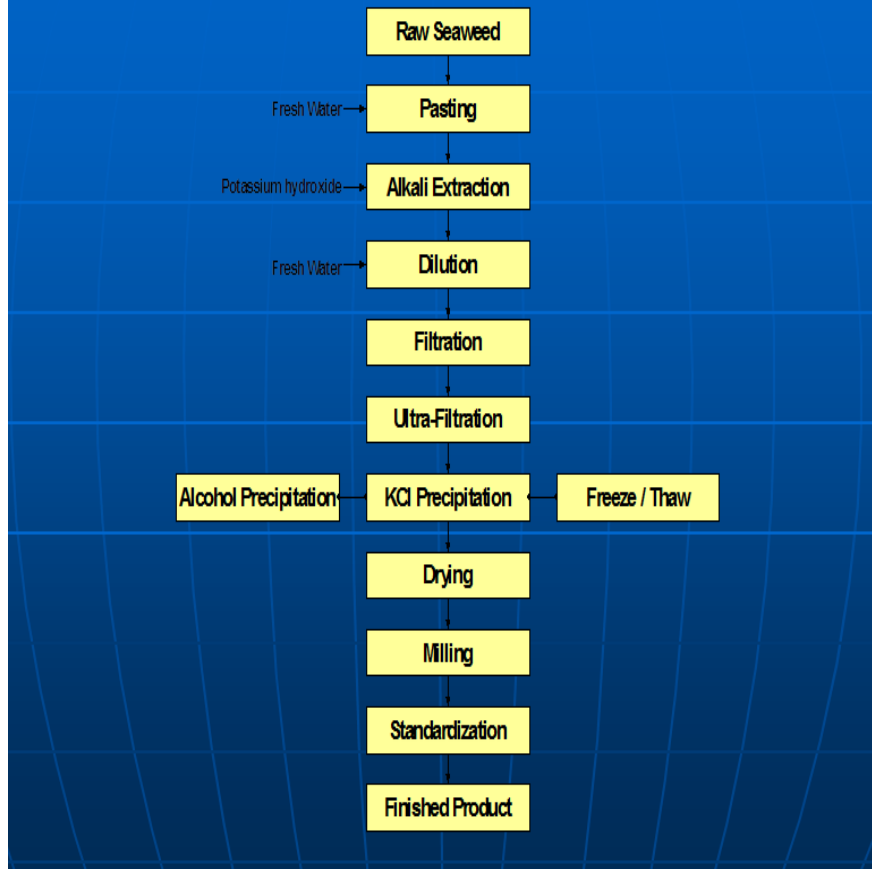 Raw Seaweed
Fresh Water
Pasting
Potassium hydroxide
Alkali Extraction
Fresh Water
Dilution
Filtration
Ultra-Filtration
Alcohol Precipitation
KCl Precipitation
Freeze / Thaw
Drying
Milling
Standardization
Finished Product